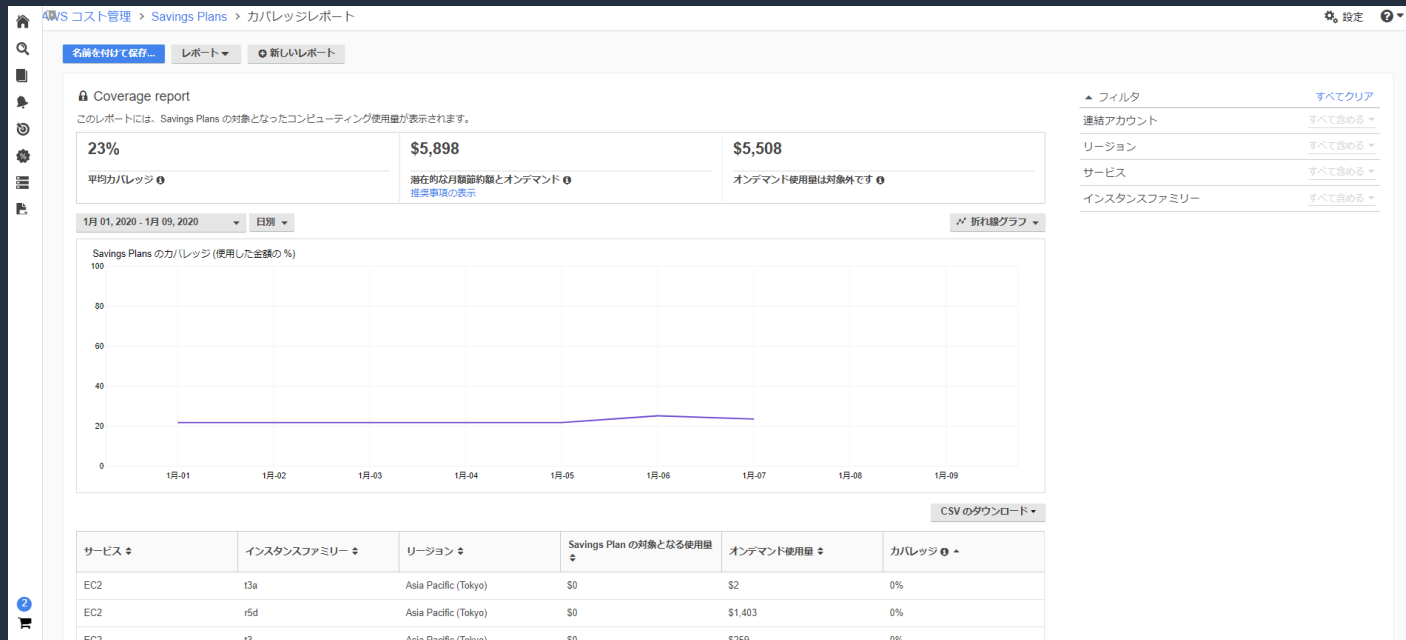 AWS コスト管理 > Savings Plans > カバレッジレポート
設定
名前を付けて保存...
レポート
新しいレポート
Coverage report
このレポートには、Savings Plans の対象となったコンピューティング使用量が表示されます。
23%
平均カバレッジ
$5,898
潜在的な月額節約額とオンデマンド
推奨事項の表示
$5,508
オンデマンド使用量は対象外です
フィルタ すべてクリア
連結アカウント すべて含める
リージョン すべて含める
サービス すべて含める
インスタンスファミリー すべて含める
1月 01, 2020 - 1月 09, 2020
日別
折れ線グラフ
Savings Plans のカバレッジ (使用した金額の %)
100
80
60
40
20
0
1月-01 1月-02 1月-03 1月-04 1月-05 1月-06 1月-07 1月-08 1月-09
CSV のダウンロード
サービス インスタンスファミリー リージョン Savings Plan の対象となる使用量 オンデマンド使用量 カバレッジ
EC2 t3a Asia Pacific (Tokyo) $0 $2 0%
EC2 r5d Asia Pacific (Tokyo) $0 $1,403 0%
EC2 t3 Asia Pacific (Tokyo) $0 $259 0%
2